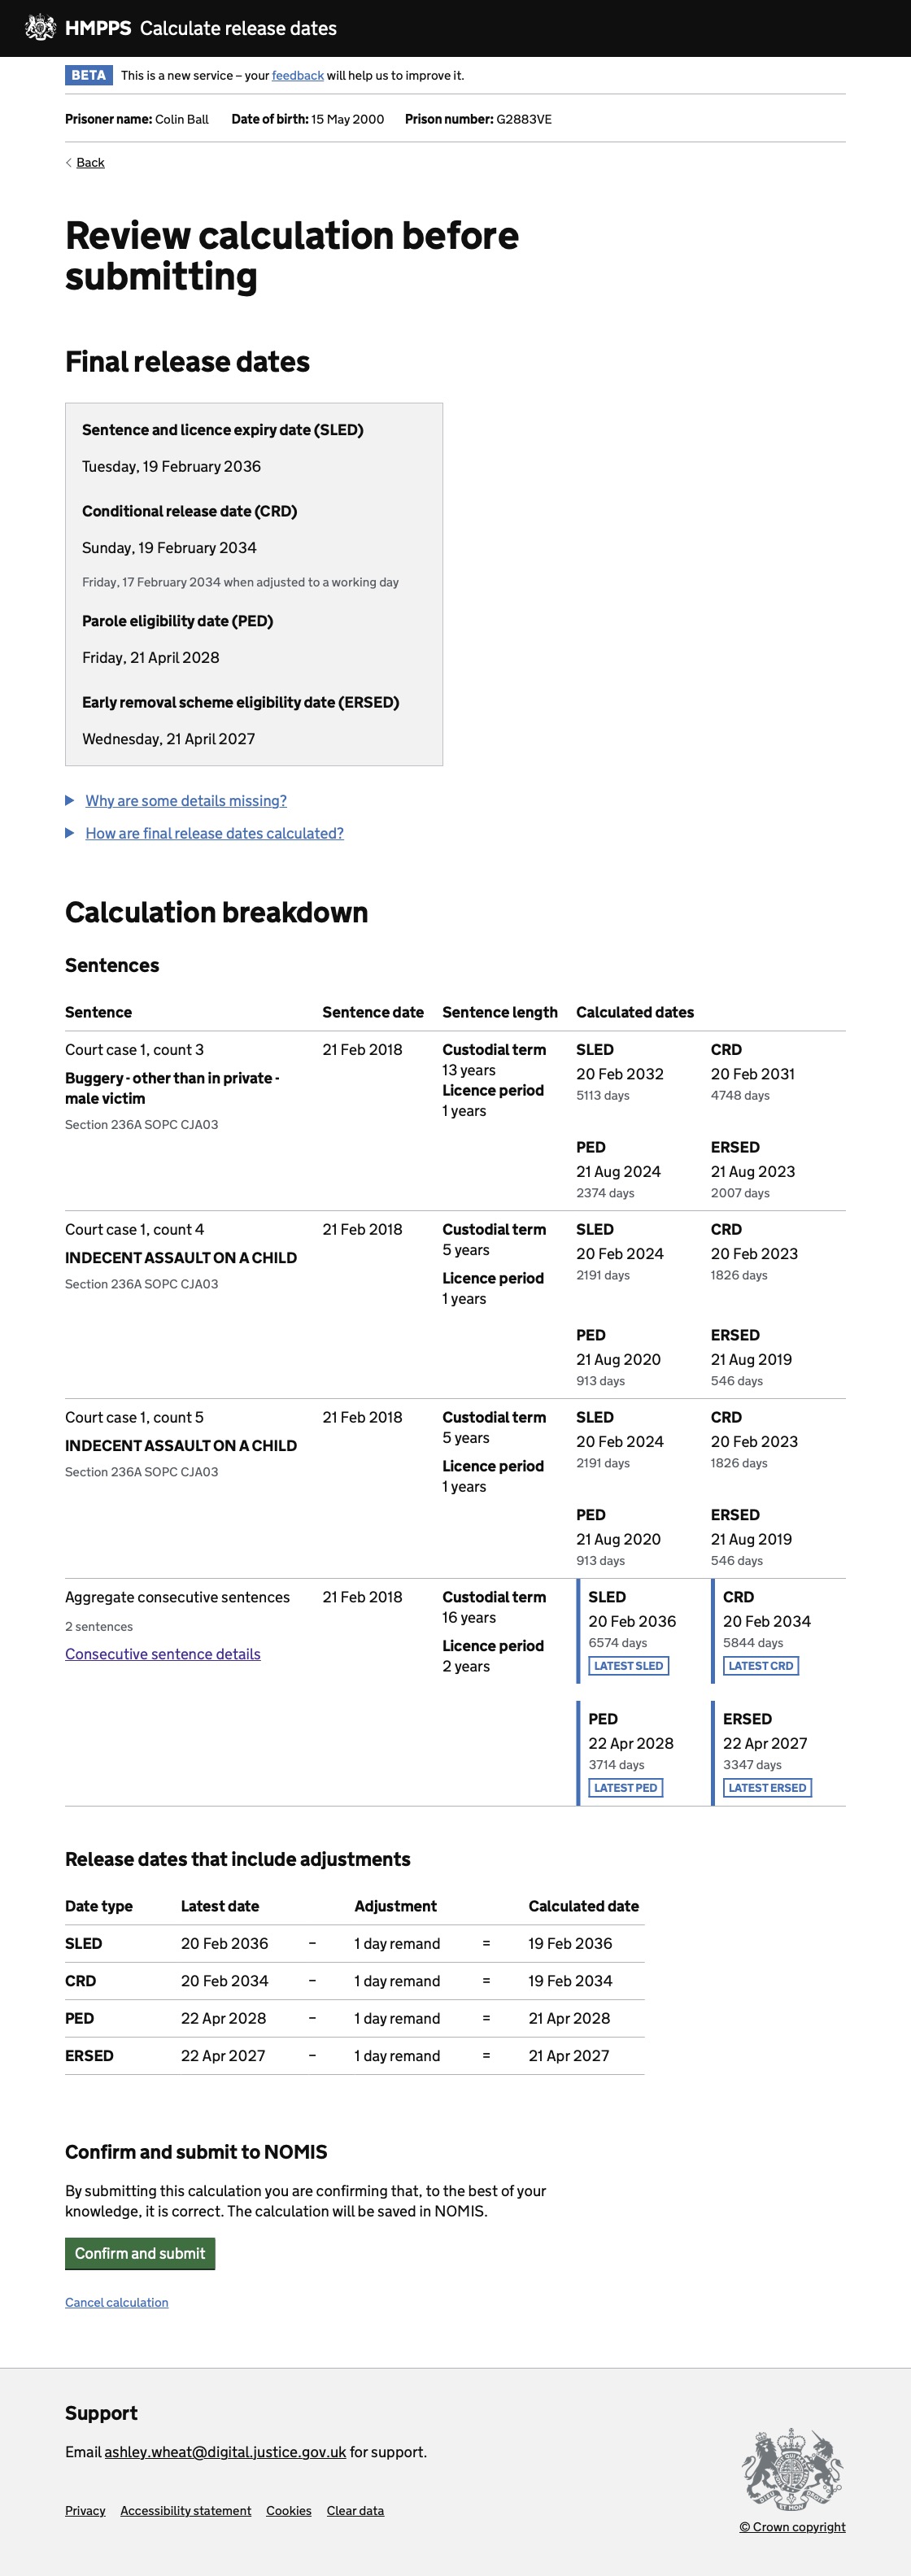 HMPPS Calculate release dates
BETA This is a new service – your feedback will help us to improve it.
Prisoner name: Colin Ball Date of birth: 15 May 2000 Prison number: G2883VE
Back
Review calculation before
submitting
Final release dates
Sentence and licence expiry date (SLED)
Tuesday, 19 February 2036
Conditional release date (CRD)
Sunday, 19 February 2034
Friday, 17 February 2034 when adjusted to a working day
Parole eligibility date (PED)
Friday, 21 April 2028
Early removal scheme eligibility date (ERSED)
Wednesday, 21 April 2027
Why are some details missing?
How are final release dates calculated?
Calculation breakdown
Sentences
Sentence Sentence date Sentence length Calculated dates
Court case 1, count 3 21 Feb 2018 Custodial term SLED CRD
13 years 20 Feb 2032 20 Feb 2031
Buggery - other than in private - Licence period 5113 days 4748 days
male victim 1 years
Section 236A SOPC CJA03
PED ERSED
21 Aug 2024 21 Aug 2023
2374 days 2007 days
Court case 1, count 4 21 Feb 2018 Custodial term SLED CRD
INDECENT ASSAULT ON A CHILD 5 years 20 Feb 2024 20 Feb 2023
Section 236A SOPC CJA03 Licence period 2191 days 1826 days
1 years
PED ERSED
21 Aug 2020 21 Aug 2019
913 days 546 days
Court case 1, count 5 21 Feb 2018 Custodial term SLED CRD
INDECENT ASSAULT ON A CHILD 5 years 20 Feb 2024 20 Feb 2023
Section 236A SOPC CJA03 Licence period 2191 days 1826 days
1 years
PED ERSED
21 Aug 2020 21 Aug 2019
913 days 546 days
Aggregate consecutive sentences 21 Feb 2018 Custodial term SLED CRD
2 sentences 16 years 20 Feb 2036 20 Feb 2034
Consecutive sentence details Licence period 6574 days 5844 days
2 years LATEST SLED LATEST CRD
PED ERSED
22 Apr 2028 22 Apr 2027
3714 days 3347 days
LATEST PED LATEST ERSED
Release dates that include adjustments
Date type Latest date Adjustment Calculated date
SLED 20 Feb 2036 – 1 day remand = 19 Feb 2036
CRD 20 Feb 2034 – 1 day remand = 19 Feb 2034
PED 22 Apr 2028 – 1 day remand = 21 Apr 2028
ERSED 22 Apr 2027 – 1 day remand = 21 Apr 2027
Confirm and submit to NOMIS
By submitting this calculation you are confirming that, to the best of your
knowledge, it is correct. The calculation will be saved in NOMIS.
Confirm and submit
Cancel calculation
Support
Email ashley.wheat@digital.justice.gov.uk for support.
Privacy Accessibility statement Cookies Clear data
© Crown copyright